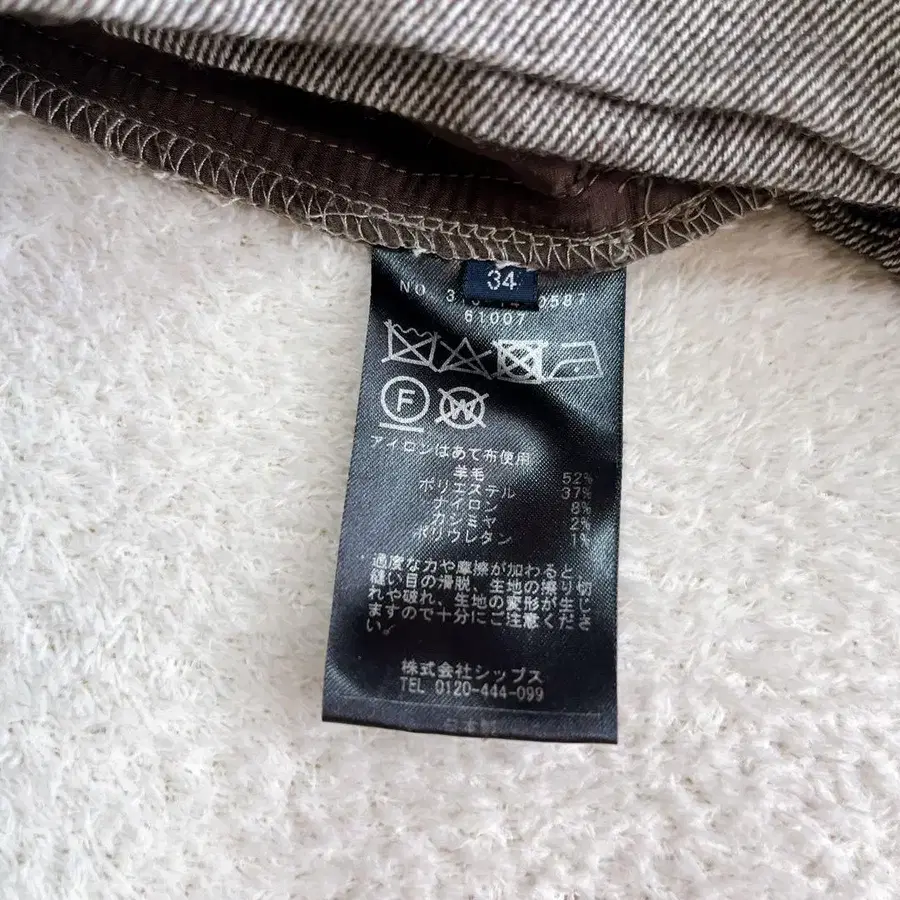 34
NO 0587
61007
F
W
アイロンはあて布使用
羊毛 52%
ポリエステル 37%
ナイロン 8%
カシミヤ 2%
ポリウレタン 1%
過度な力や摩擦が加わると、
縫い目の滑脱、生地の擦り切
れや破れ、生地の変形が生じ
ますので十分にご注意くださ
い。
株式会社シップス
TEL 0120-444-099
日本製